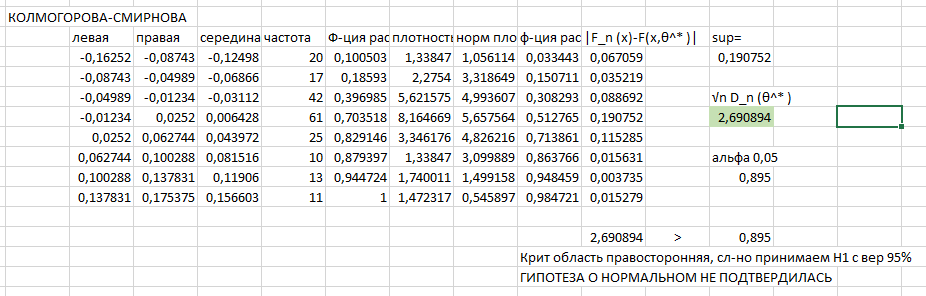 КОЛМОГОРОВА-СМИРНОВА
левая правая середина частота Ф-ция рас плотность норм пло ф-ция рас |F_n (x)-F(x,θ^* )| sup=
-0,16252 -0,08743 -0,12498 20 0,100503 1,33847 1,056114 0,033443 0,067059 0,190752
-0,08743 -0,04989 -0,06866 17 0,18593 2,2754 3,318649 0,150711 0,035219
-0,04989 -0,01234 -0,03112 42 0,396985 5,621575 4,993607 0,308293 0,088692 √n D_n (θ^* )
-0,01234 0,0252 0,006428 61 0,703518 8,164669 5,657564 0,512765 0,190752 2,690894
0,0252 0,062744 0,043972 25 0,829146 3,346176 4,826216 0,713861 0,115285
0,062744 0,100288 0,081516 10 0,879397 1,33847 3,099889 0,863766 0,015631 альфа 0,05
0,100288 0,137831 0,11906 13 0,944724 1,740011 1,499158 0,948459 0,003735 0,895
0,137831 0,175375 0,156603 11 1 1,472317 0,545897 0,984721 0,015279
2,690894 > 0,895
Крит область правосторонняя, сл-но принимаем H1 с вер 95%
ГИПОТЕЗА О НОРМАЛЬНОМ НЕ ПОДТВЕРДИЛАСЬ